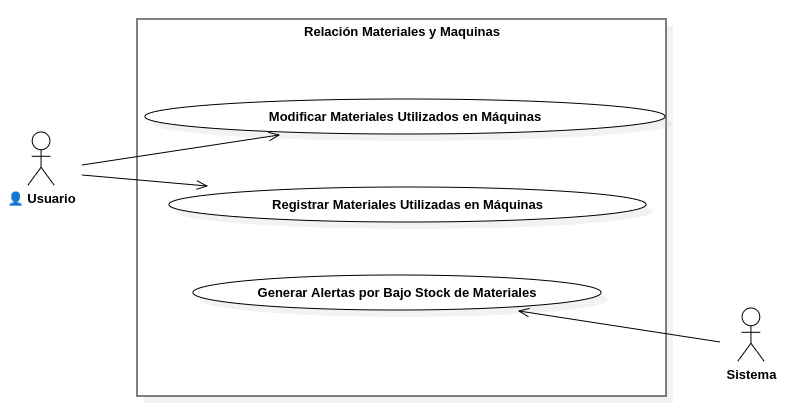 Relación Materiales y Maquinas
Modificar Materiales Utilizados en Máquinas
👤 Usuario
Registrar Materiales Utilizadas en Máquinas
Generar Alertas por Bajo Stock de Materiales
Sistema